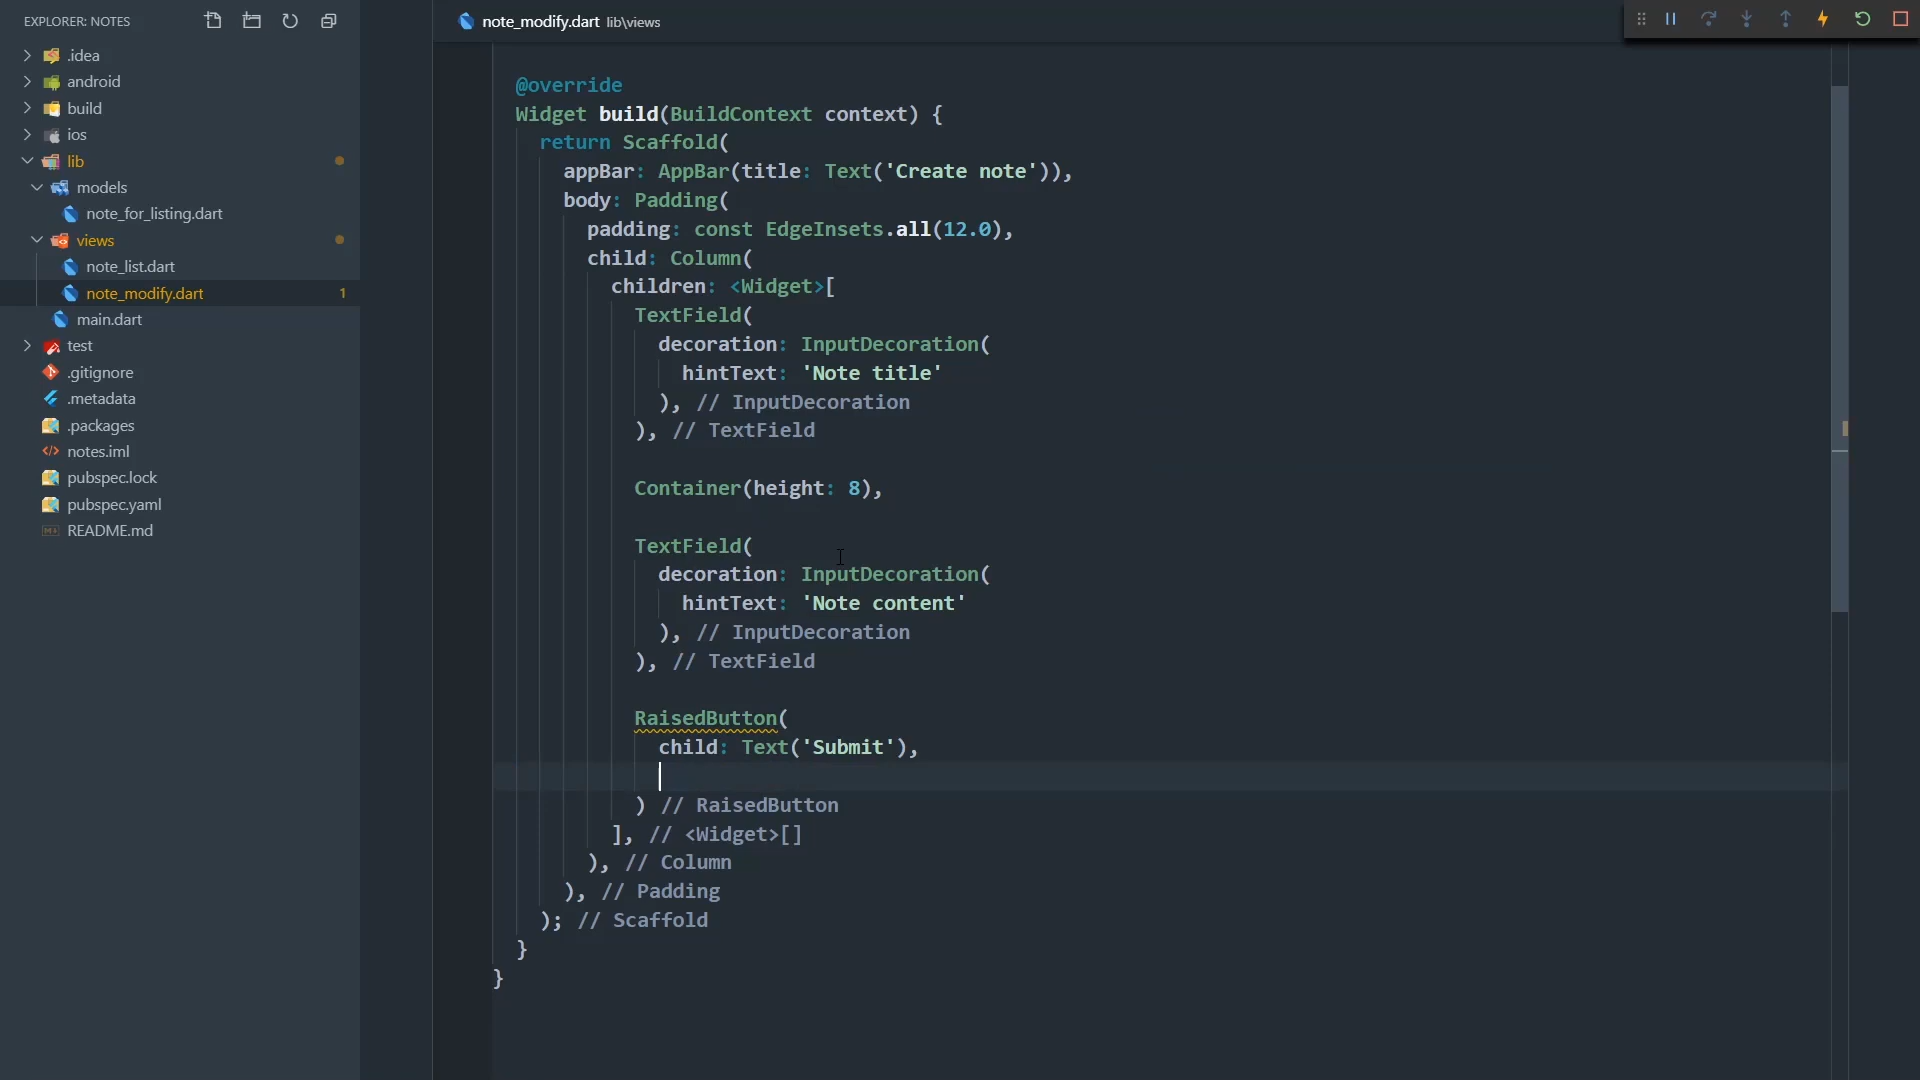 EXPLORER: NOTES
.idea
android
build
ios
lib
models
note_for_listing.dart
views
note_list.dart
note_modify.dart 1
main.dart
test
.gitignore
.metadata
.packages
notes.iml
pubspec.lock
pubspec.yaml
README.md
note_modify.dart lib\views
@override
Widget build(BuildContext context) {
return Scaffold(
appBar: AppBar(title: Text('Create note')),
body: Padding(
padding: const EdgeInsets.all(12.0),
child: Column(
children: <Widget>[
TextField(
decoration: InputDecoration(
hintText: 'Note title'
), // InputDecoration
), // TextField
Container(height: 8),
TextField(
decoration: InputDecoration(
hintText: 'Note content'
), // InputDecoration
), // TextField
RaisedButton(
child: Text('Submit'),
) // RaisedButton
], // <Widget>[]
), // Column
), // Padding
); // Scaffold
}
}